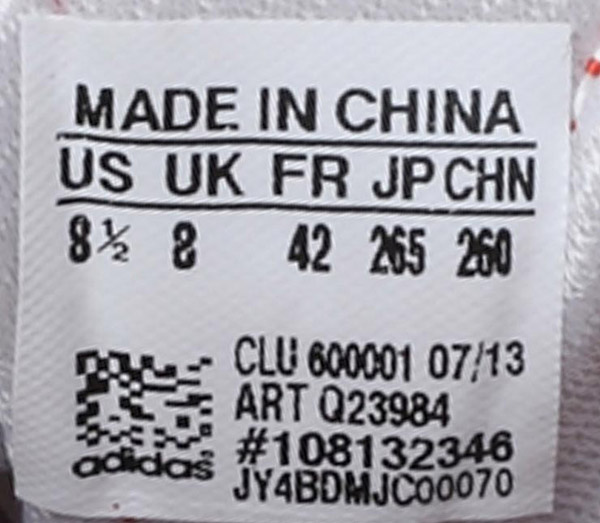 MADE IN CHINA
US UK FR JP CHN
8½ 8 42 265 260
CLU 600001 07/13
ART Q23984
#108132346
JY4BDMJC00070
adidas